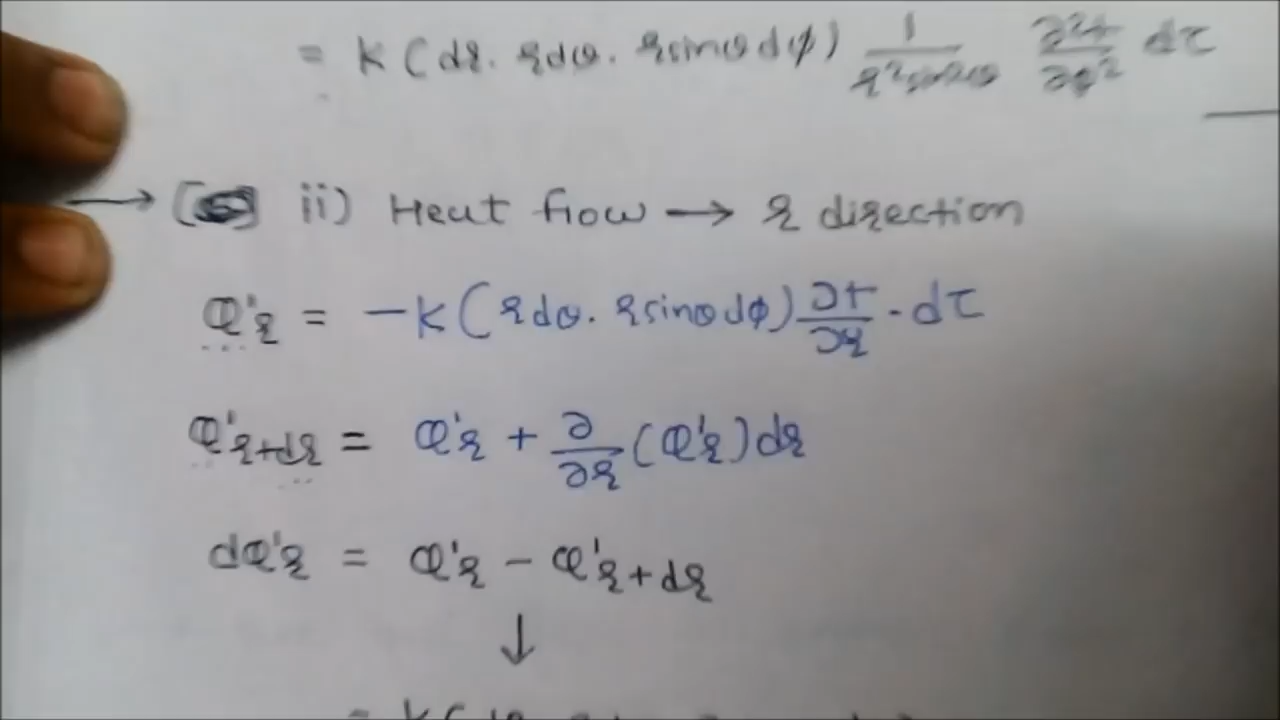 = K (dr. rdθ. r sinθ dφ) 1/(r² sin²θ) ∂²t/∂φ² dτ
→ ii) Heat flow → r direction
Q'r = -K (rdθ. r sinθ dφ) ∂t/∂r . dτ
Q'r+dr = Q'r + ∂/∂r (Q'r) dr
dQ'r = Q'r - Q'r+dr
↓